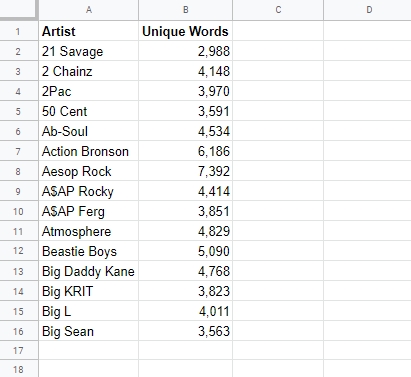 A B C D
1 Artist Unique Words
2 21 Savage 2,988
3 2 Chainz 4,148
4 2Pac 3,970
5 50 Cent 3,591
6 Ab-Soul 4,534
7 Action Bronson 6,186
8 Aesop Rock 7,392
9 A$AP Rocky 4,414
10 A$AP Ferg 3,851
11 Atmosphere 4,829
12 Beastie Boys 5,090
13 Big Daddy Kane 4,768
14 Big KRIT 3,823
15 Big L 4,011
16 Big Sean 3,563
17
18